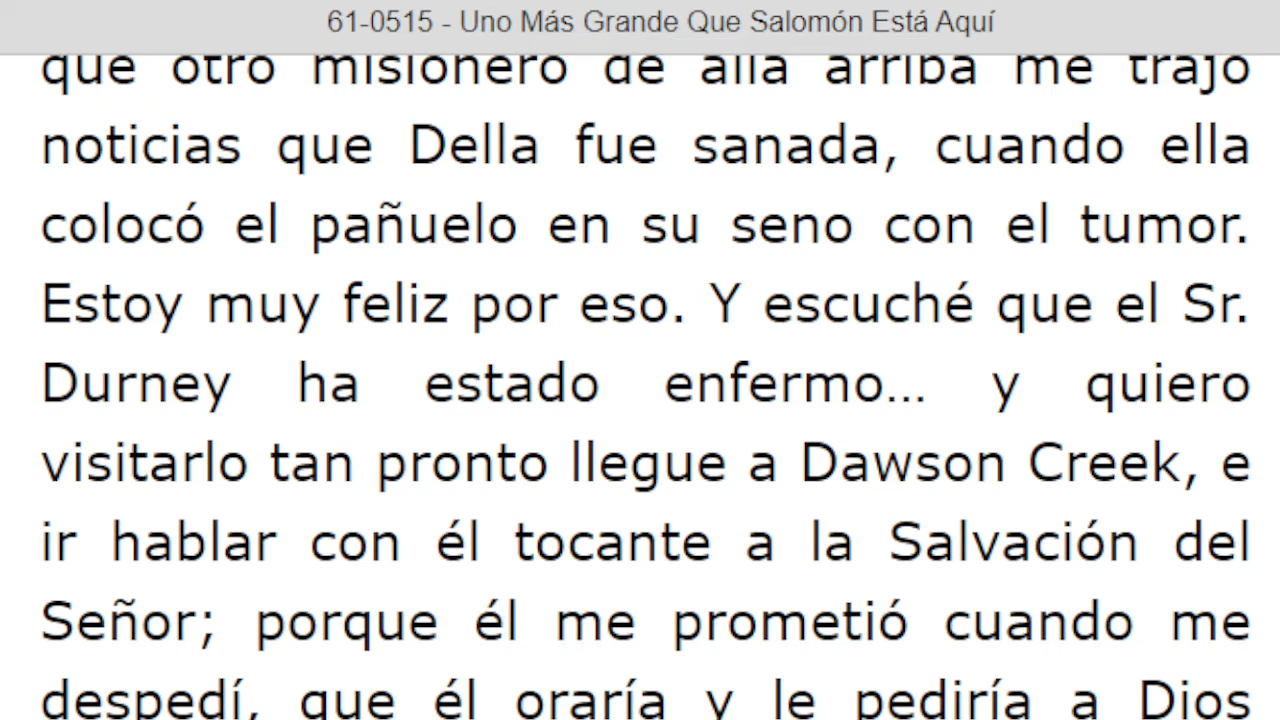 61-0515 - Uno Más Grande Que Salomón Está Aquí
que otro misionero de allá arriba me trajo
noticias que Della fue sanada, cuando ella
colocó el pañuelo en su seno con el tumor.
Estoy muy feliz por eso. Y escuché que el Sr.
Durney ha estado enfermo... y quiero
visitarlo tan pronto llegue a Dawson Creek, e
ir hablar con él tocante a la Salvación del
Señor; porque él me prometió cuando me
despedí, que él oraría y le pediría a Dios